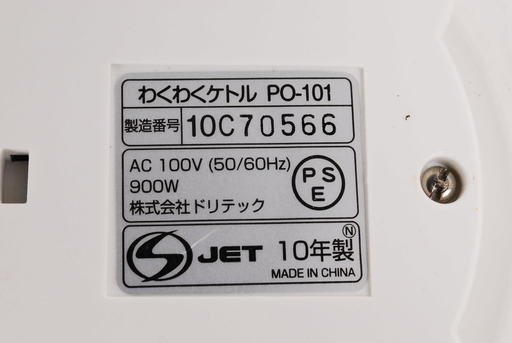 わくわくケトル PO-101
製造番号 10C70566
AC 100V (50/60Hz)
900W
株式会社ドリテック
PSE
S JET 10年製 Ⓝ
MADE IN CHINA